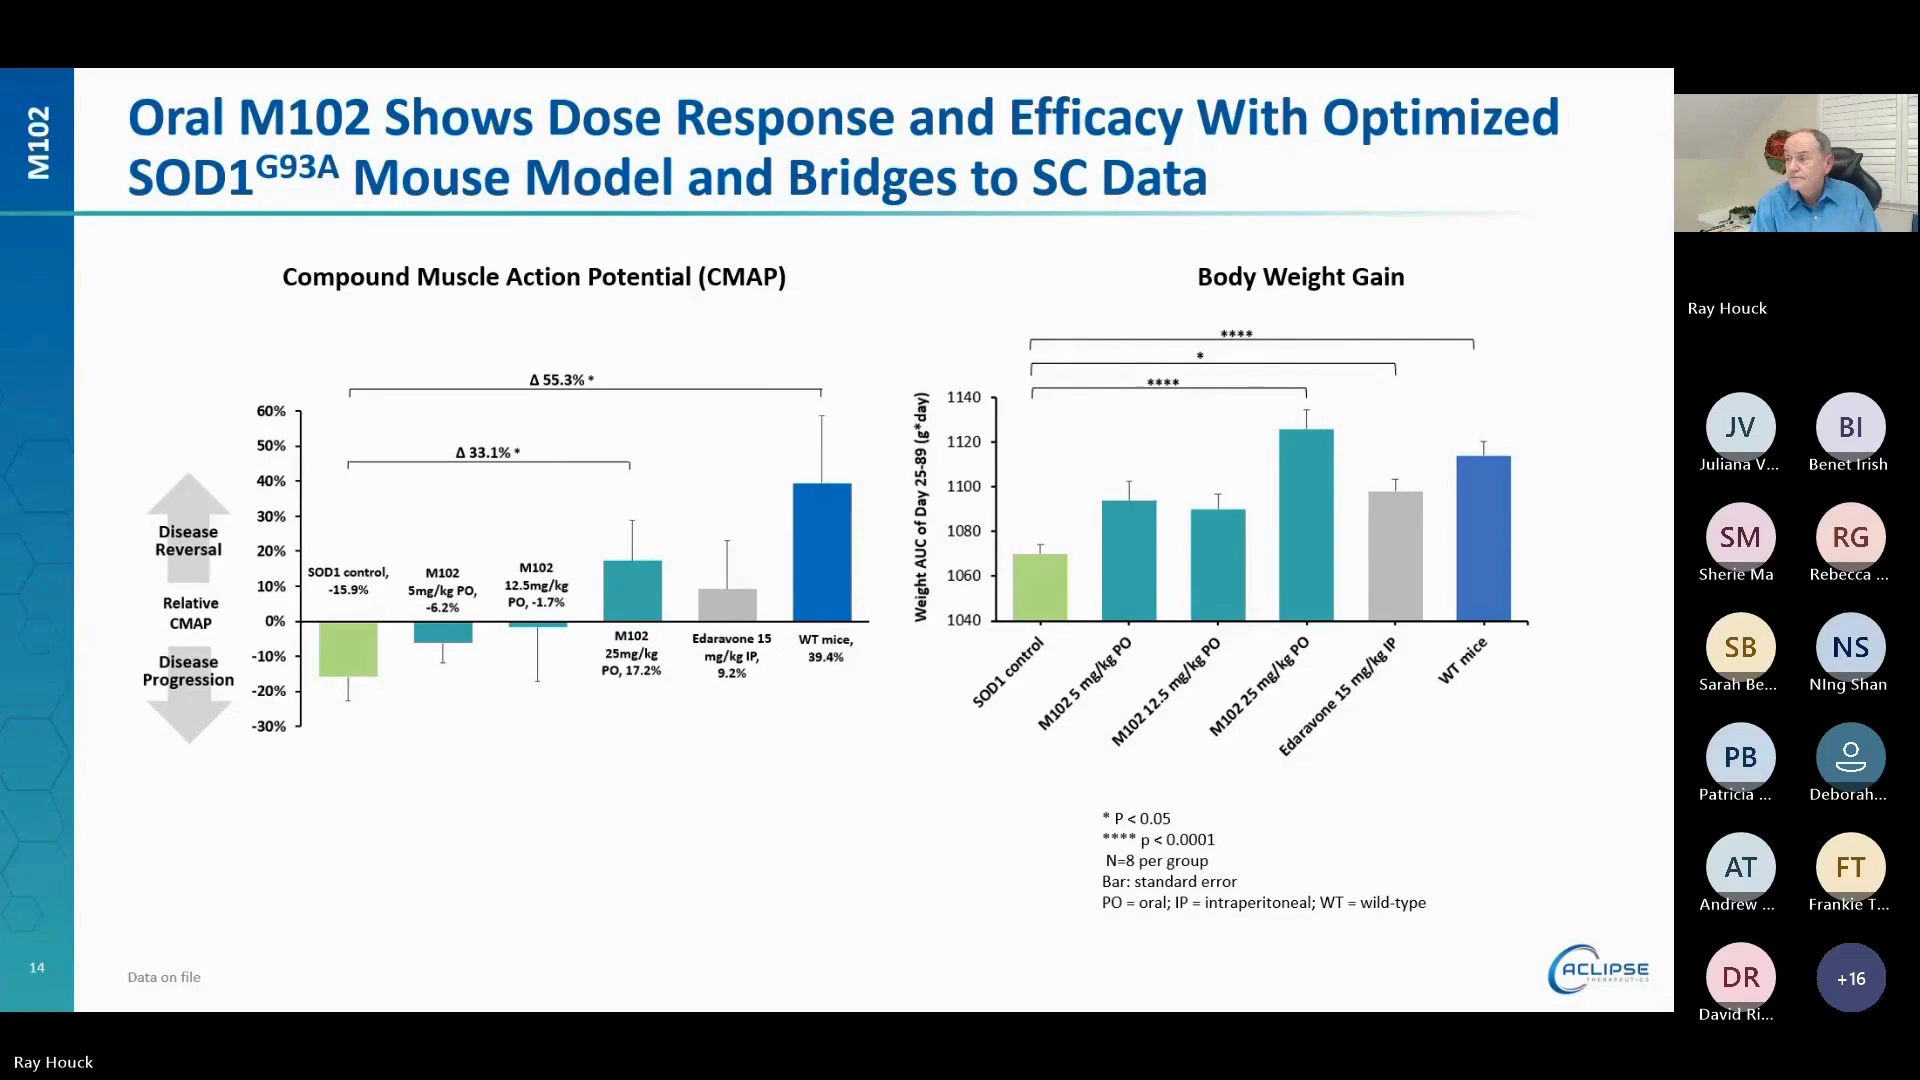 M102
Oral M102 Shows Dose Response and Efficacy With Optimized
SOD1G93A Mouse Model and Bridges to SC Data
Compound Muscle Action Potential (CMAP)
Δ 55.3% *
Δ 33.1% *
60%
50%
40%
30%
20%
10%
0%
-10%
-20%
-30%
Disease
Reversal
Relative
CMAP
Disease
Progression
SOD1 control,
-15.9%
M102
5mg/kg PO,
-6.2%
M102
12.5mg/kg
PO, -1.7%
M102
25mg/kg
PO, 17.2%
Edaravone 15
mg/kg IP,
9.2%
WT mice,
39.4%
Body Weight Gain
****
*
****
Weight AUC of Day 25-89 (g*day)
1140
1120
1100
1080
1060
1040
SOD1 control
M102 5 mg/kg PO
M102 12.5 mg/kg PO
M102 25 mg/kg PO
Edaravone 15 mg/kg IP
WT mice
* P < 0.05
**** p < 0.0001
N=8 per group
Bar: standard error
PO = oral; IP = intraperitoneal; WT = wild-type
14
Data on file
ACLIPSE
THERAPEUTICS
Ray Houck
JV
Juliana V...
BI
Benet Irish
SM
Sherie Ma
RG
Rebecca ...
SB
Sarah Be...
NS
NIng Shan
PB
Patricia ...
Deborah...
AT
Andrew ...
FT
Frankie T...
DR
David Ri...
+16
Ray Houck